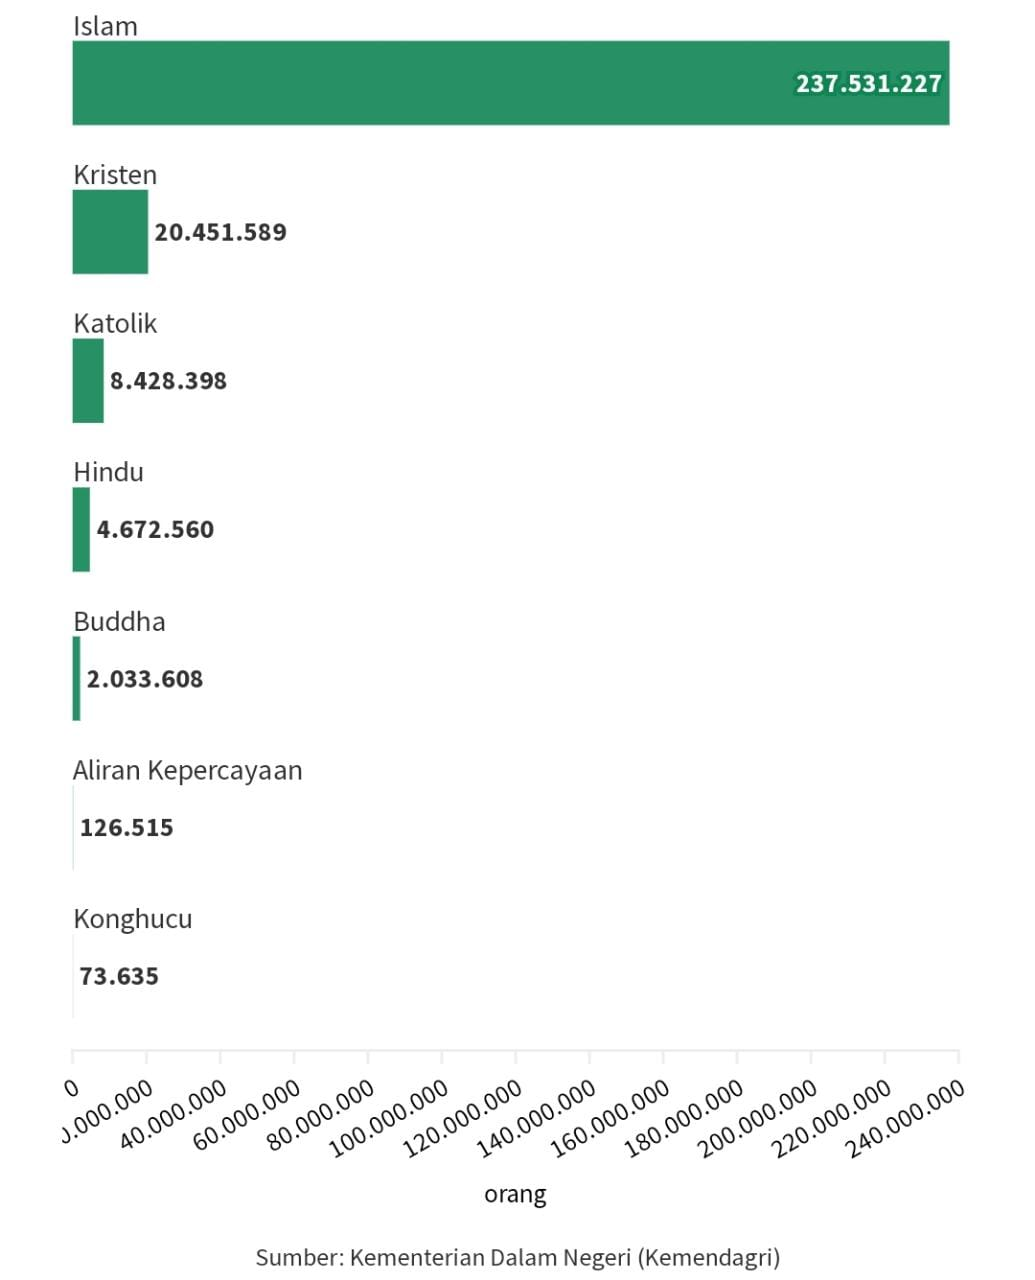 Islam
237.531.227
Kristen
20.451.589
Katolik
8.428.398
Hindu
4.672.560
Buddha
2.033.608
Aliran Kepercayaan
126.515
Konghucu
73.635
0
.000.000
40.000.000
60.000.000
80.000.000
100.000.000
120.000.000
140.000.000
160.000.000
180.000.000
200.000.000
220.000.000
240.000.000
orang
Sumber: Kementerian Dalam Negeri (Kemendagri)